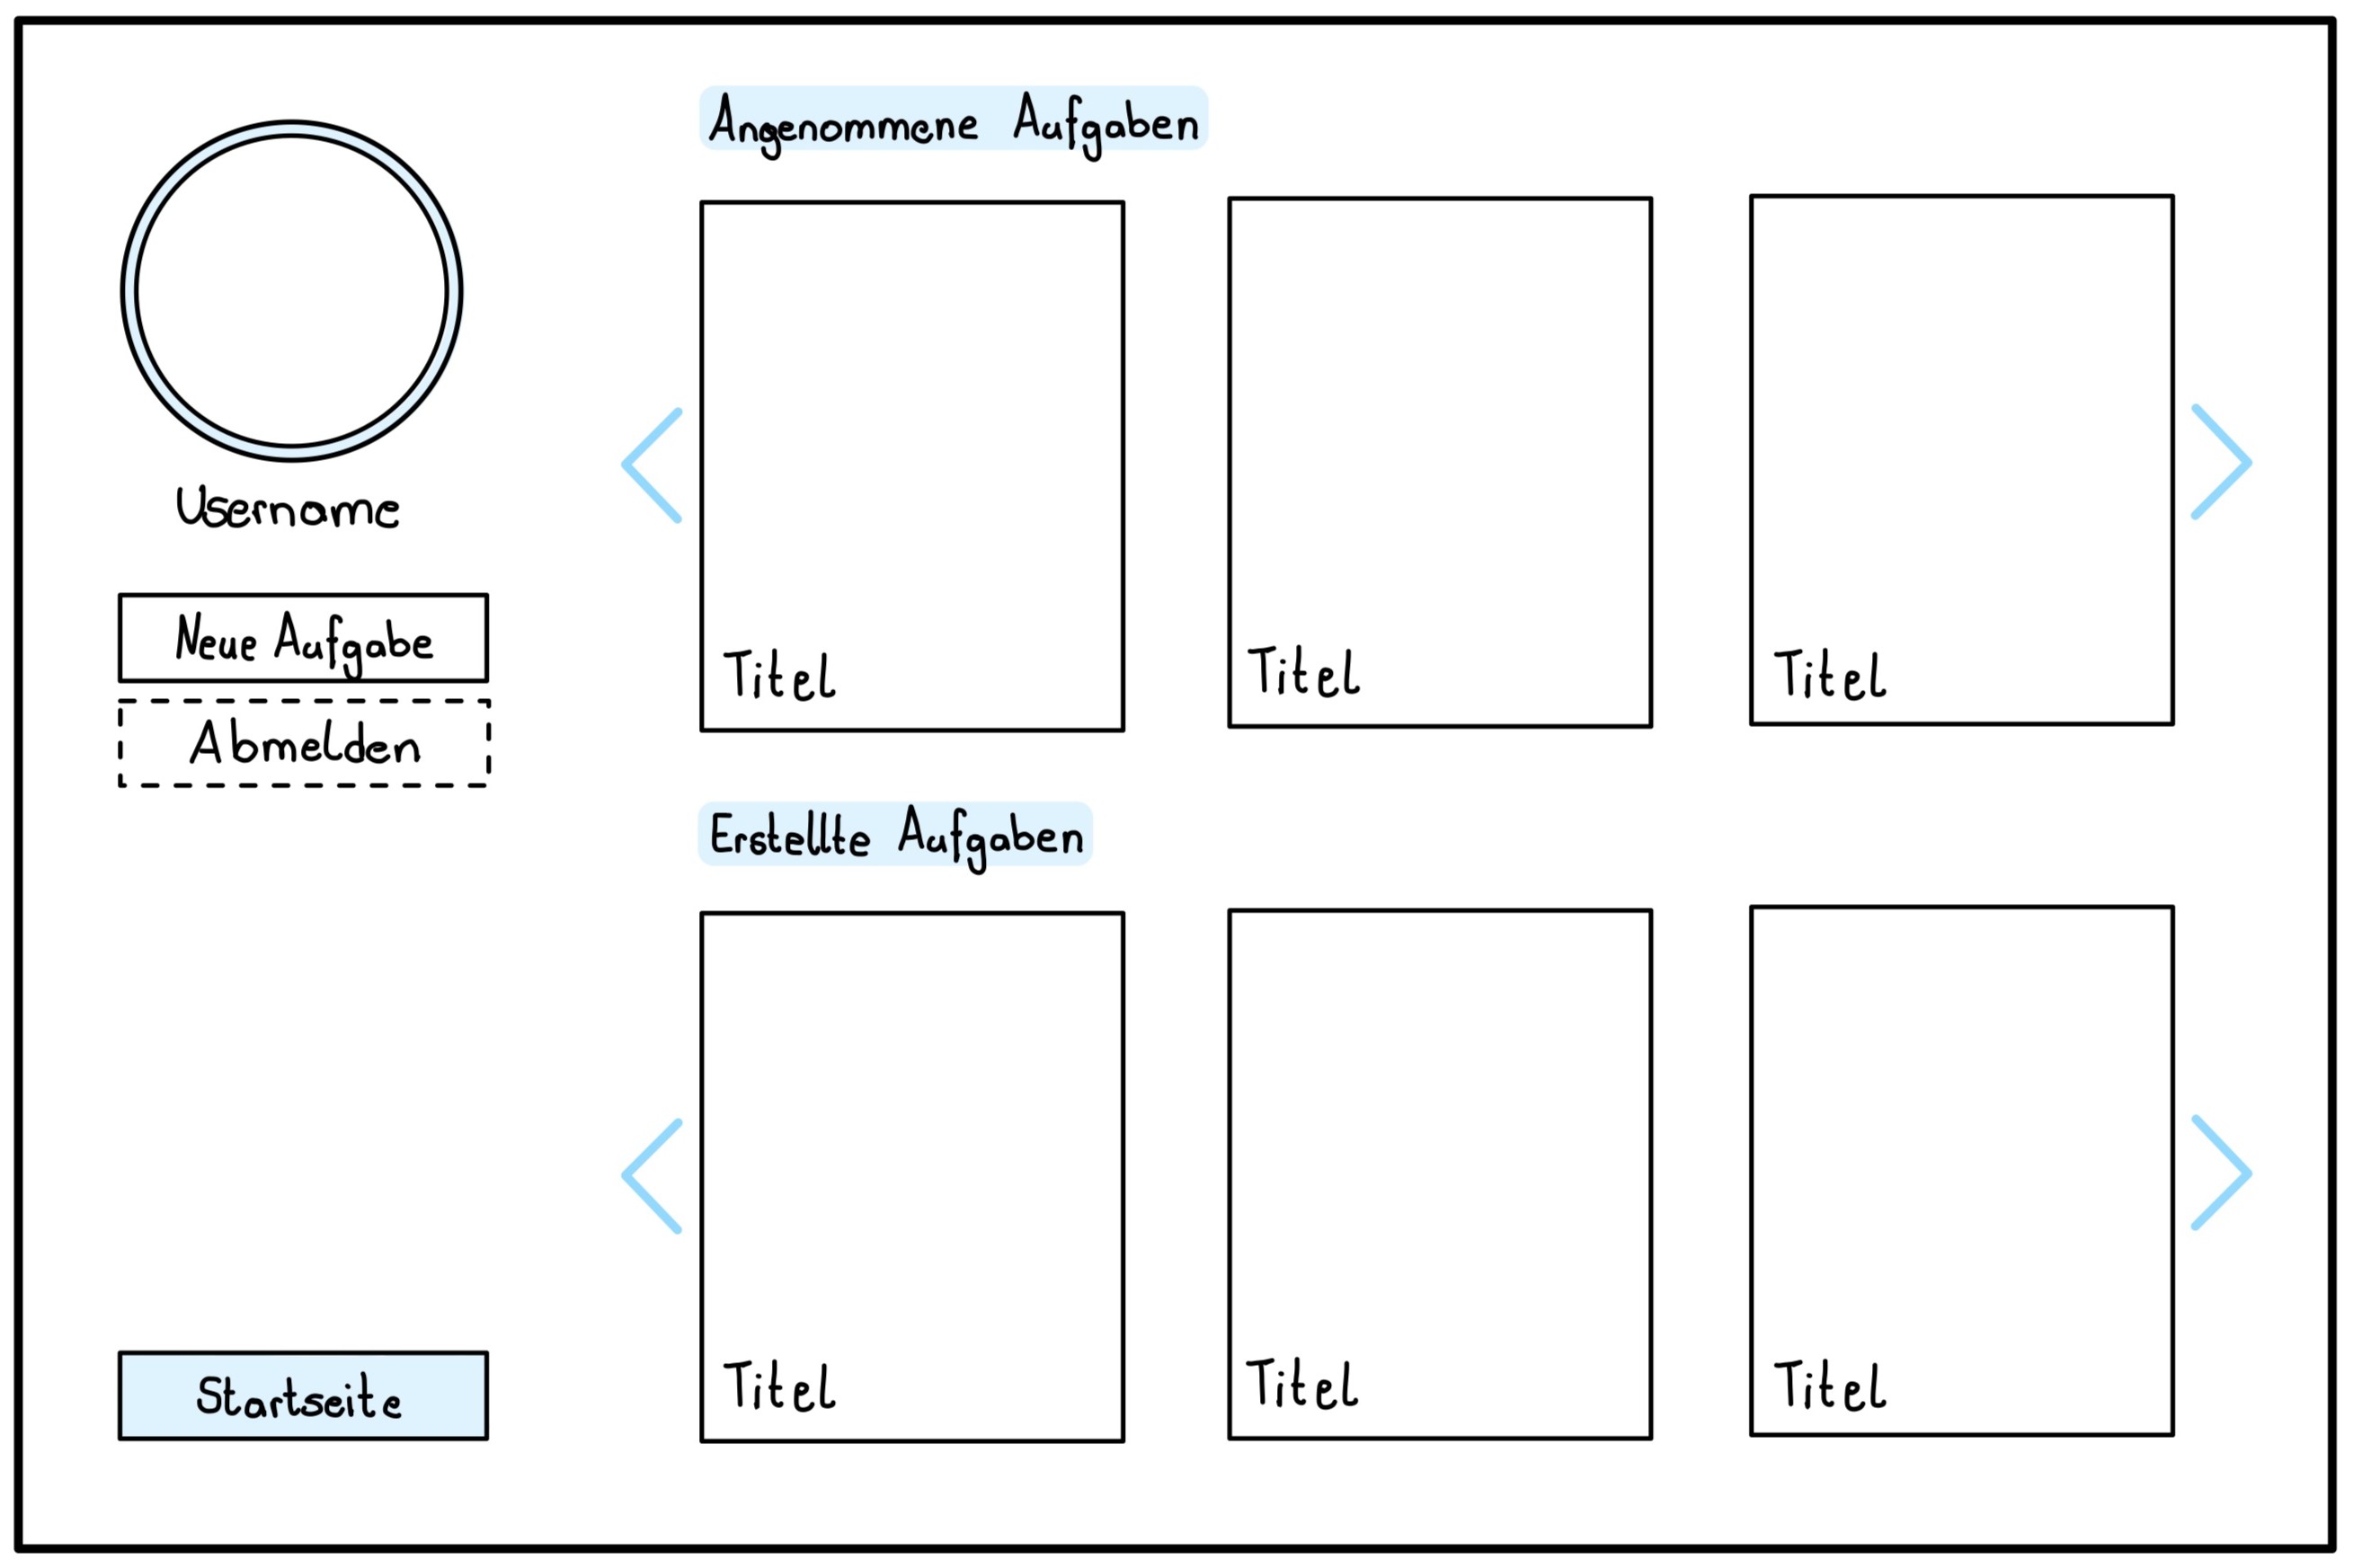 Username
Neue Aufgabe
Abmelden
Startseite
Angenommene Aufgaben
Titel
Titel
Titel
Erstellte Aufgaben
Titel
Titel
Titel